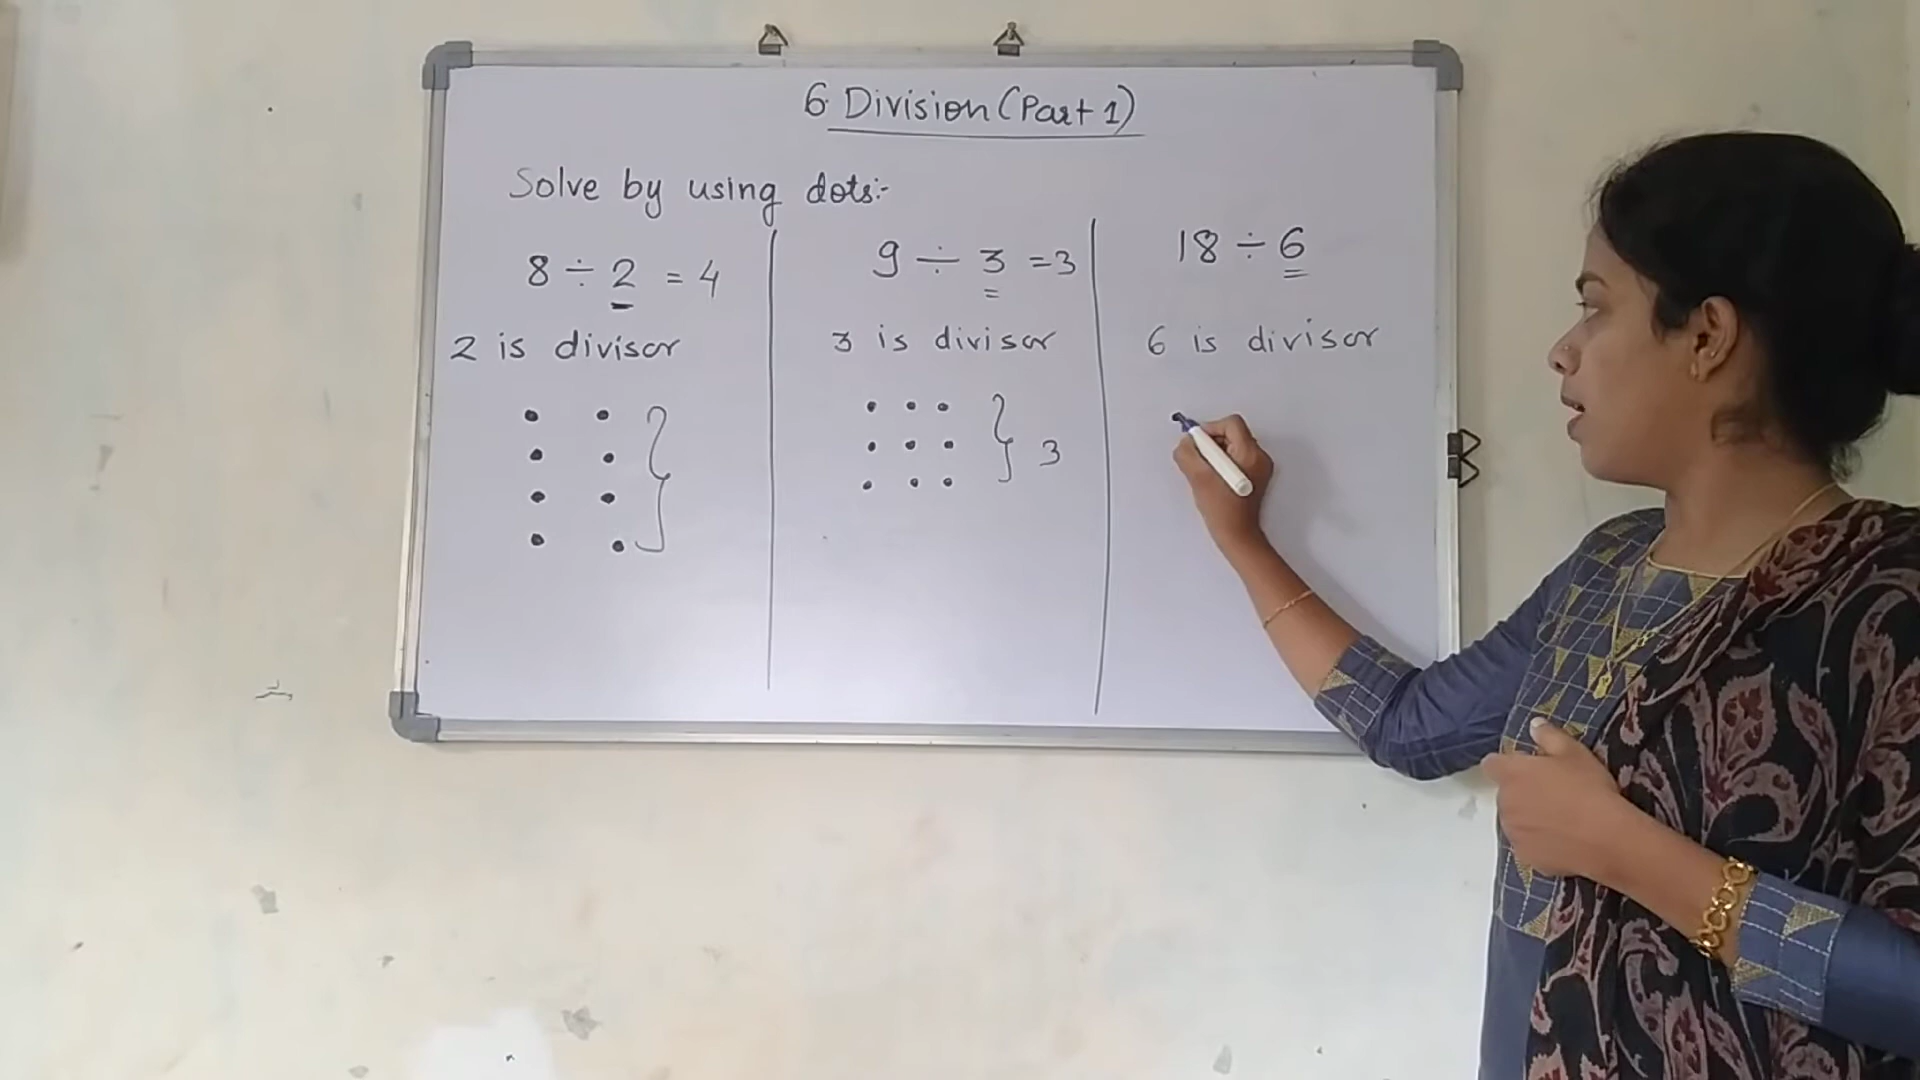 6 Division (Part 1)
Solve by using dots:-
8 ÷ 2 = 4
2 is divisor
9 ÷ 3 = 3
3 is divisor
3
18 ÷ 6
6 is divisor